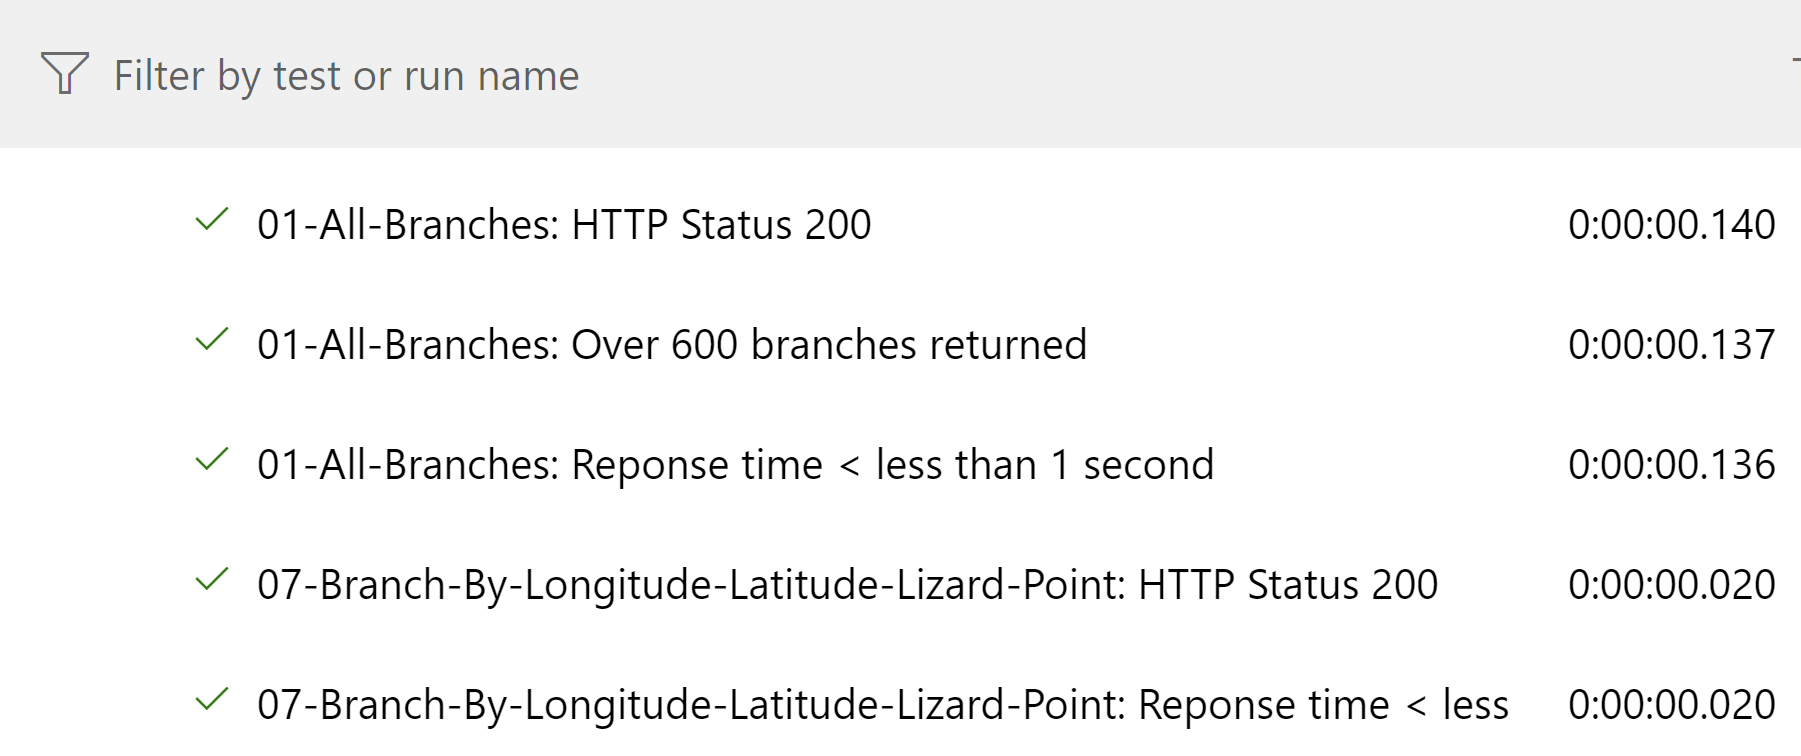 Filter by test or run name
01-All-Branches: HTTP Status 200 0:00:00.140
01-All-Branches: Over 600 branches returned 0:00:00.137
01-All-Branches: Reponse time < less than 1 second 0:00:00.136
07-Branch-By-Longitude-Latitude-Lizard-Point: HTTP Status 200 0:00:00.020
07-Branch-By-Longitude-Latitude-Lizard-Point: Reponse time < less 0:00:00.020